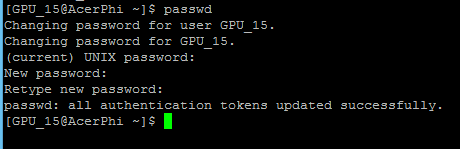 [GPU_15@AcerPhi ~]$ passwd
Changing password for user GPU_15.
Changing password for GPU_15.
(current) UNIX password:
New password:
Retype new password:
passwd: all authentication tokens updated successfully.
[GPU_15@AcerPhi ~]$